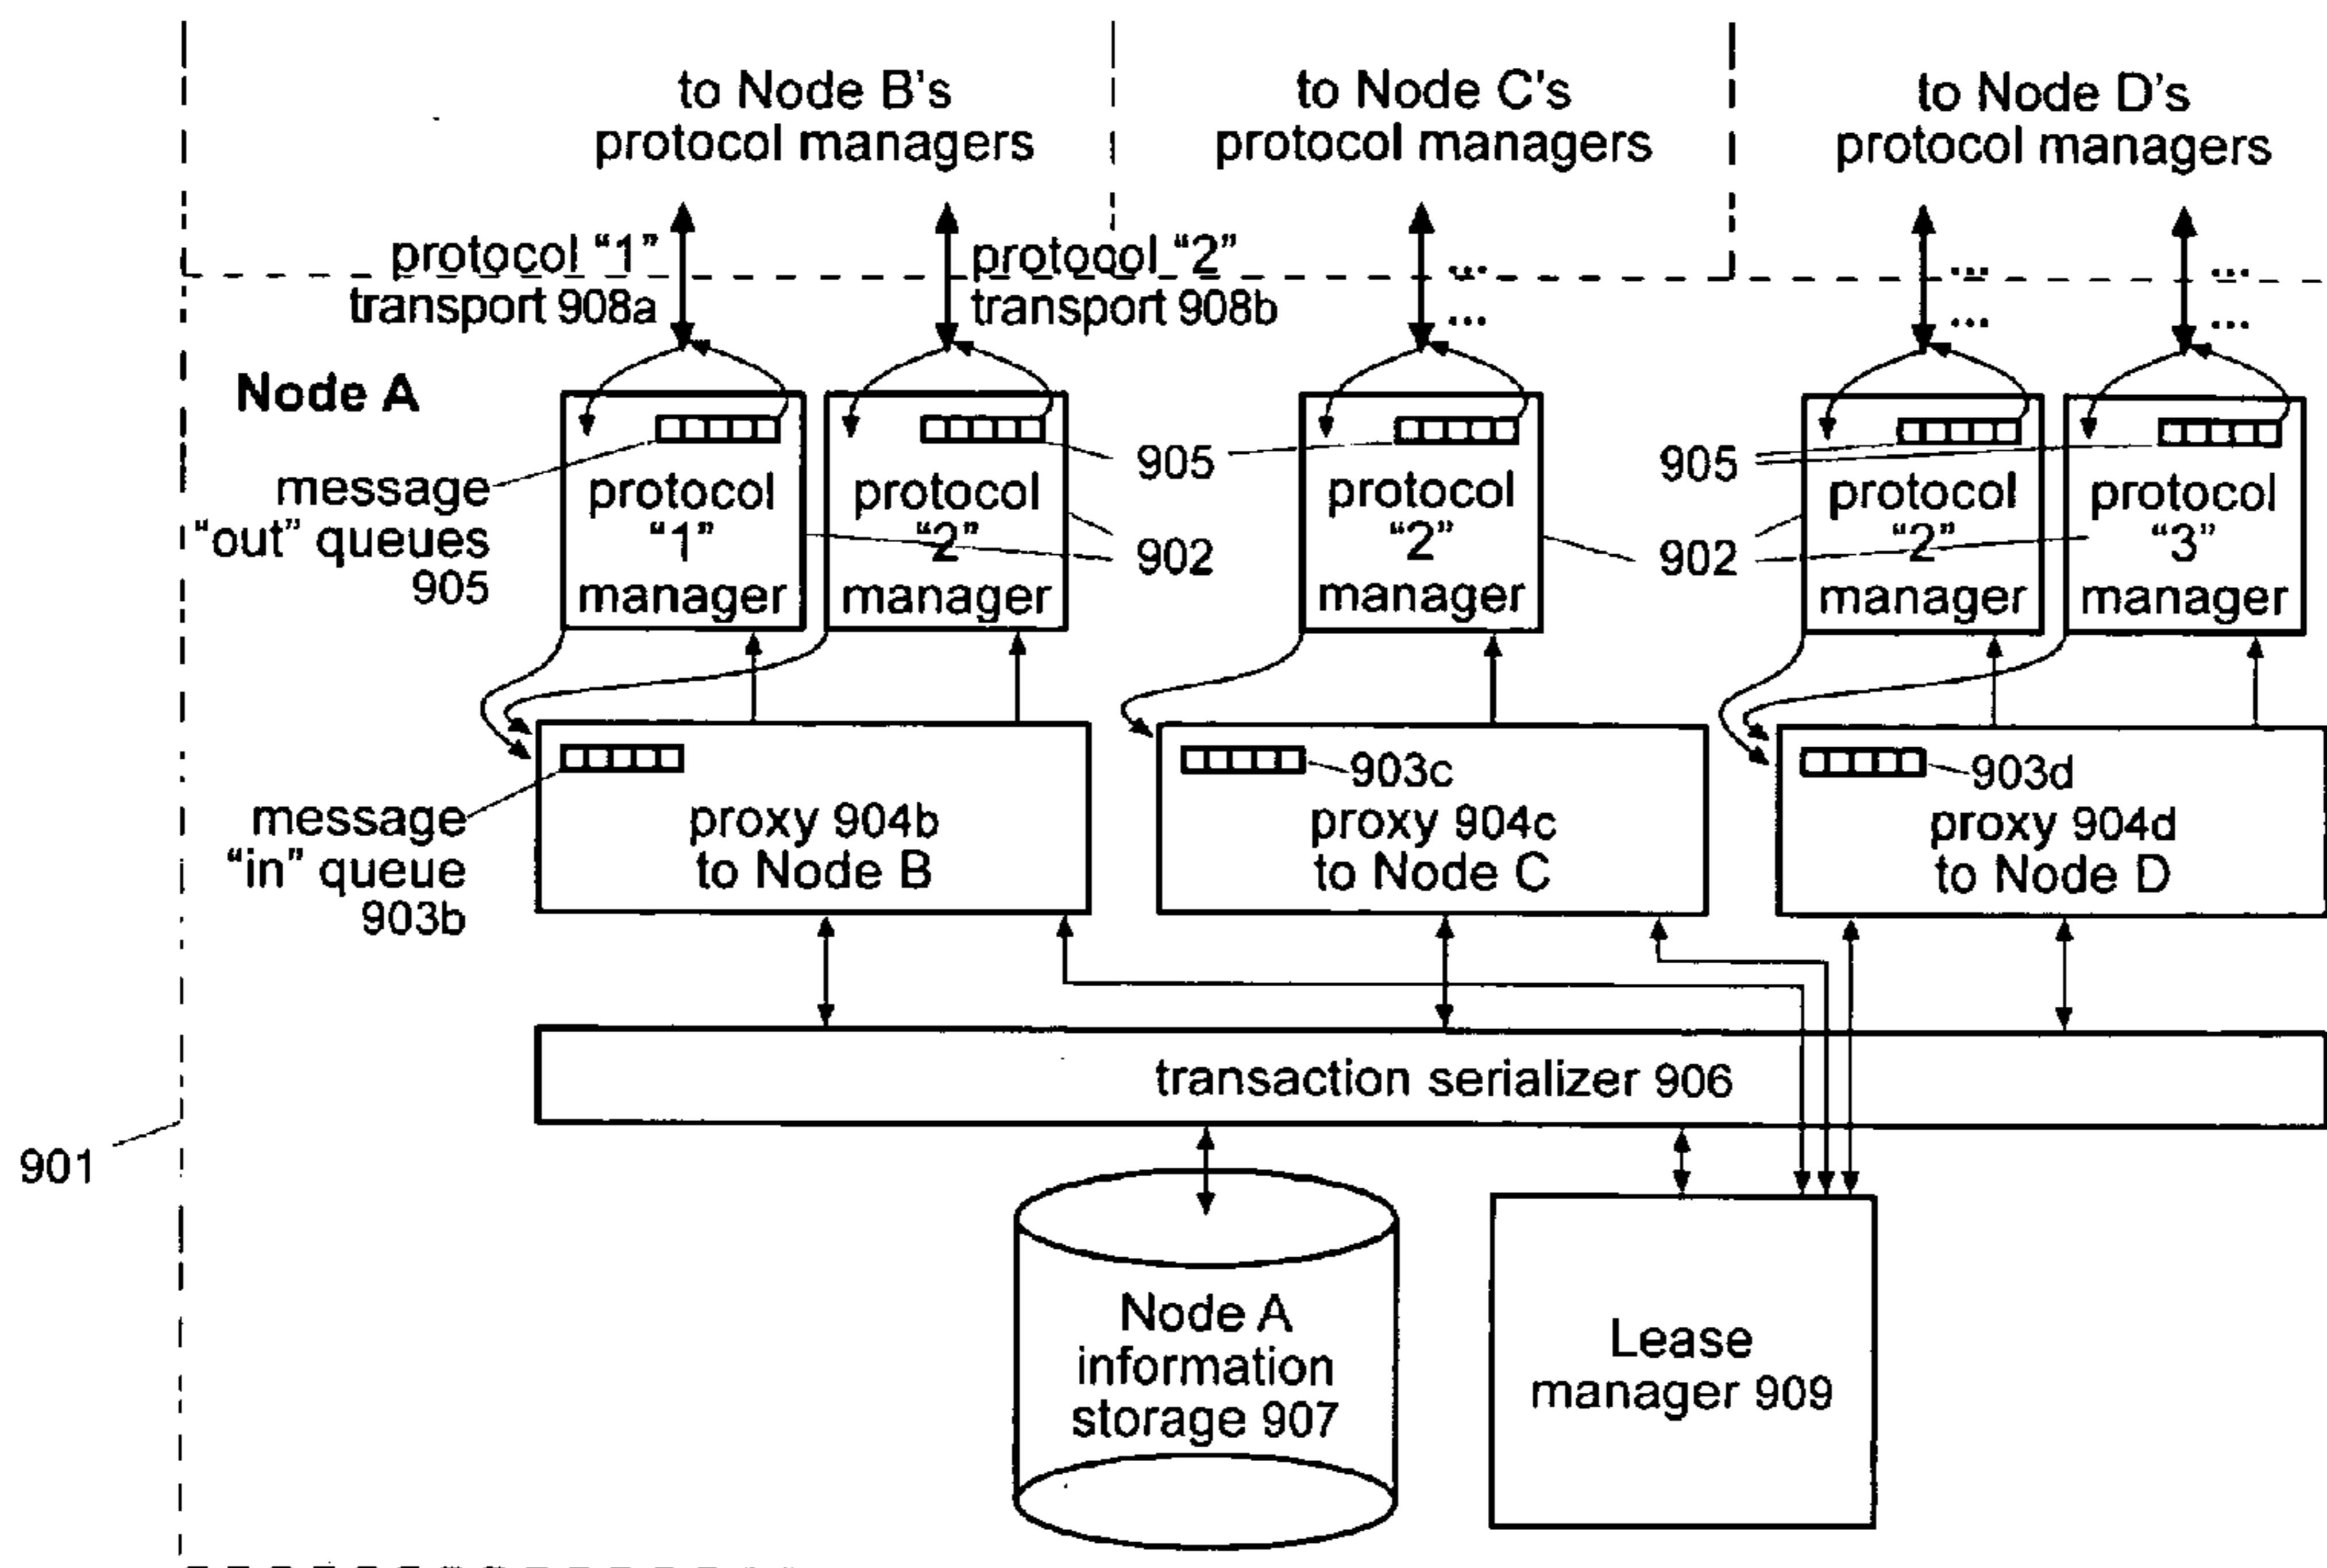 to Node B's
protocol managers
to Node C's
protocol managers
to Node D's
protocol managers
protocol “1”
transport 908a
protocol “2”
transport 908b
...
...
...
...
...
...
Node A
message
“out” queues
905
protocol
“1”
manager
protocol
“2”
manager
905
902
protocol
“2”
manager
905
902
protocol
“2”
manager
protocol
“3”
manager
message
“in” queue
903b
proxy 904b
to Node B
903c
proxy 904c
to Node C
903d
proxy 904d
to Node D
transaction serializer 906
901
Node A
information
storage 907
Lease
manager 909